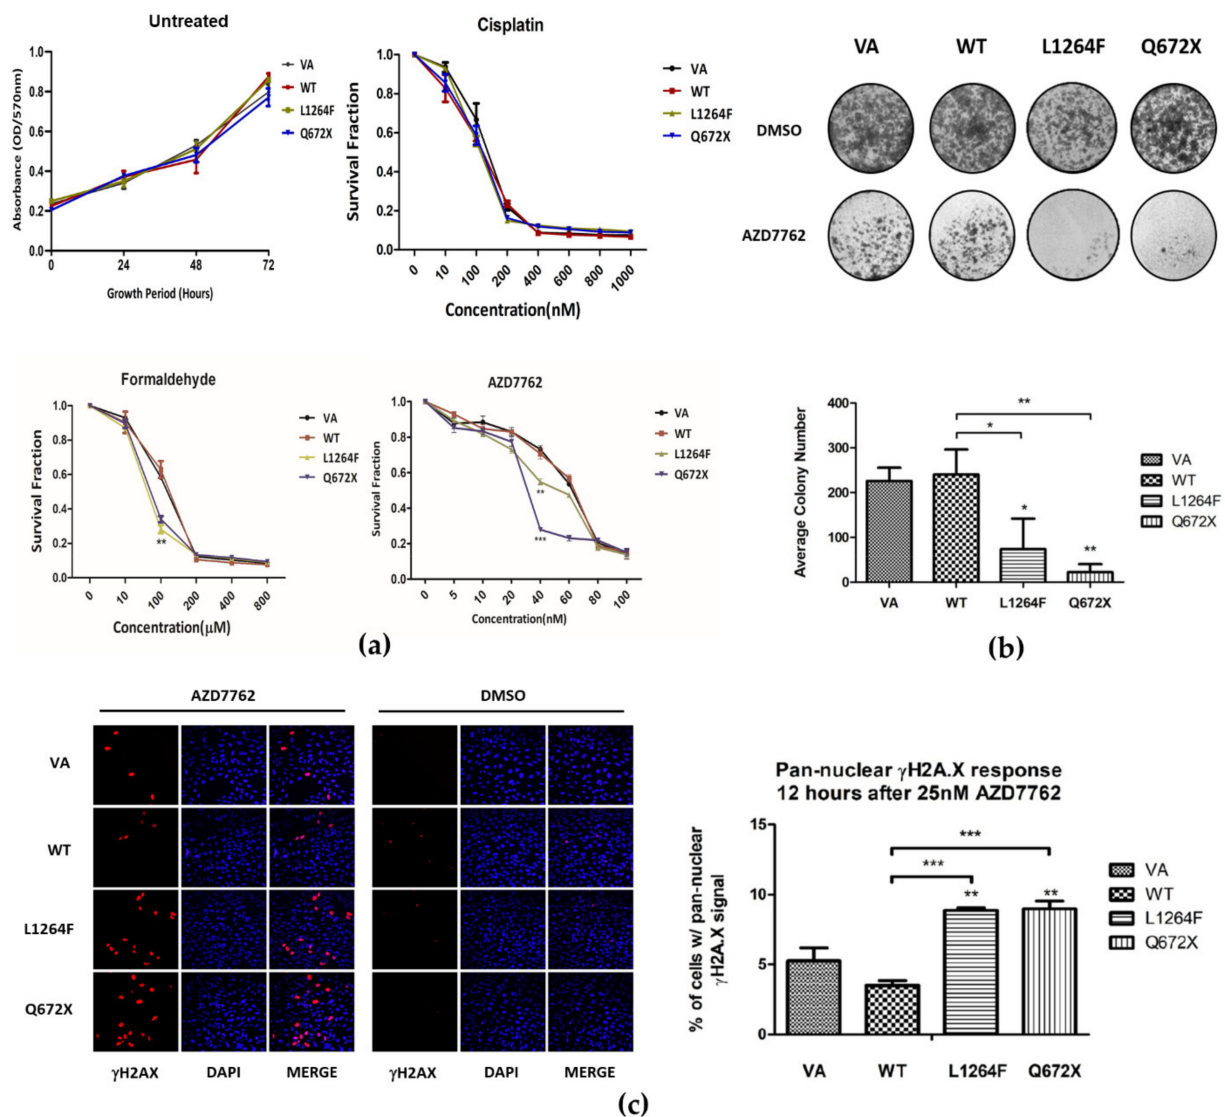 Untreated
Absorbance (OD/570nm)
1.0
0.8
0.6
0.4
0.2
0.0
0 24 48 72
Growth Period (Hours)
VA
WT
L1264F
Q672X
Cisplatin
Survival Fraction
1.0
0.8
0.6
0.4
0.2
0.0
0 10 100 200 400 600 800 1000
Concentration(nM)
VA
WT
L1264F
Q672X
VA WT L1264F Q672X
DMSO
AZD7762
Formaldehyde
Survival Fraction
1.0
0.8
0.6
0.4
0.2
0.0
**
0 10 100 200 400 800
Concentration(μM)
VA
WT
L1264F
Q672X
AZD7762
Survival Fraction
1.0
0.8
0.6
0.4
0.2
0.0
**
***
0 5 10 20 40 60 80 100
Concentration(nM)
VA
WT
L1264F
Q672X
(a)
Average Colony Number
400
300
200
100
0
**
*
*
**
VA WT L1264F Q672X
VA
WT
L1264F
Q672X
(b)
AZD7762 DMSO
VA
WT
L1264F
Q672X
γH2AX DAPI MERGE γH2AX DAPI MERGE
Pan-nuclear γH2A.X response
12 hours after 25nM AZD7762
% of cells w/ pan-nuclear
γH2A.X signal
15
10
5
0
***
***
** **
VA WT L1264F Q672X
VA
WT
L1264F
Q672X
(c)